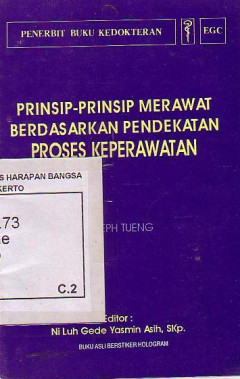 PENERBIT BUKU KEDOKTERAN
EGC
PRINSIP-PRINSIP MERAWAT
BERDASARKAN PENDEKATAN
PROSES KEPERAWATAN
S HARAPAN BANGSA
KERTO
.73
e
C.2
EPH TUENG
Editor :
Ni Luh Gede Yasmin Asih, SKp.
BUKU ASLI BERSTIKER HOLOGRAM